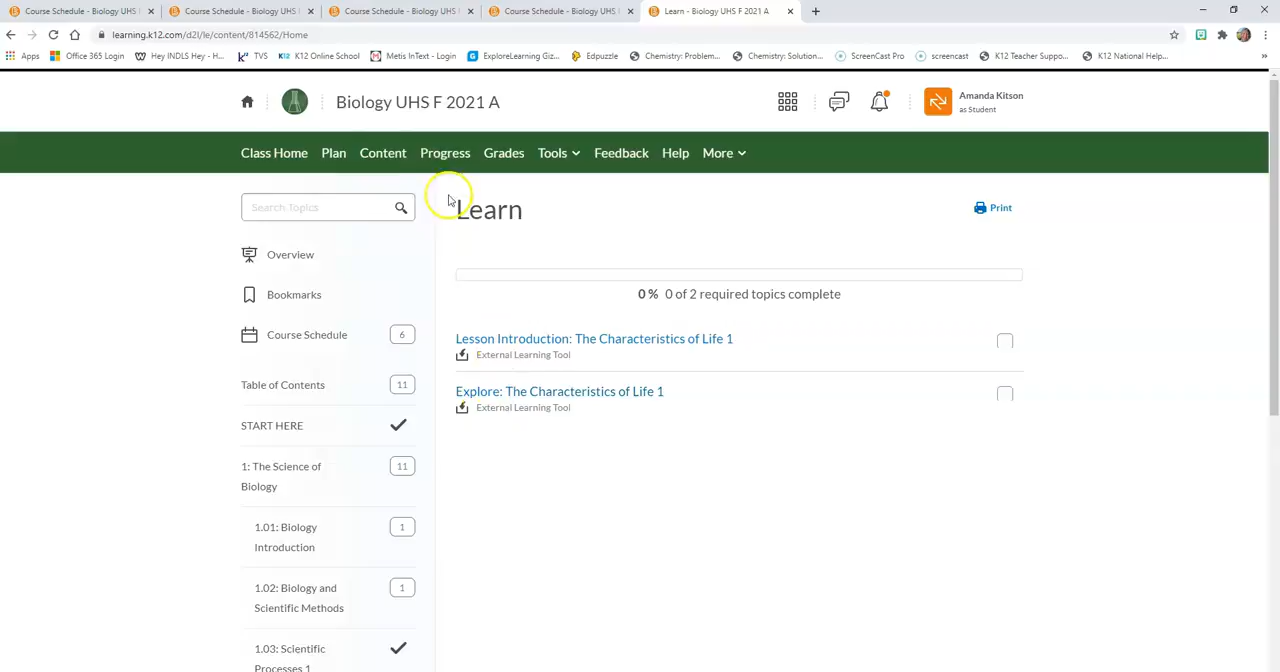 Course Schedule - Biology UHS
Course Schedule - Biology UHS
Course Schedule - Biology UHS F
Course Schedule - Biology UHS
Learn - Biology UHS F 2021 A
learning.k12.com/d2l/le/content/814562/Home
Apps Office 365 Login Hey INDLS Hey - H... TVS K12 Online School Metis InText - Login ExploreLearning Giz... Edpuzzle Chemistry: Problem... Chemistry: Solution... ScreenCast Pro screencast K12 Teacher Suppo... K12 National Help...
Biology UHS F 2021 A
Amanda Kitson
as Student
Class Home Plan Content Progress Grades Tools Feedback Help More
Search Topics
Learn
Print
Overview
0 % 0 of 2 required topics complete
Bookmarks
Course Schedule 6
Lesson Introduction: The Characteristics of Life 1
External Learning Tool
Table of Contents 11
Explore: The Characteristics of Life 1
External Learning Tool
START HERE
1: The Science of
Biology
11
1.01: Biology
Introduction
1
1.02: Biology and
Scientific Methods
1
1.03: Scientific
Processes 1